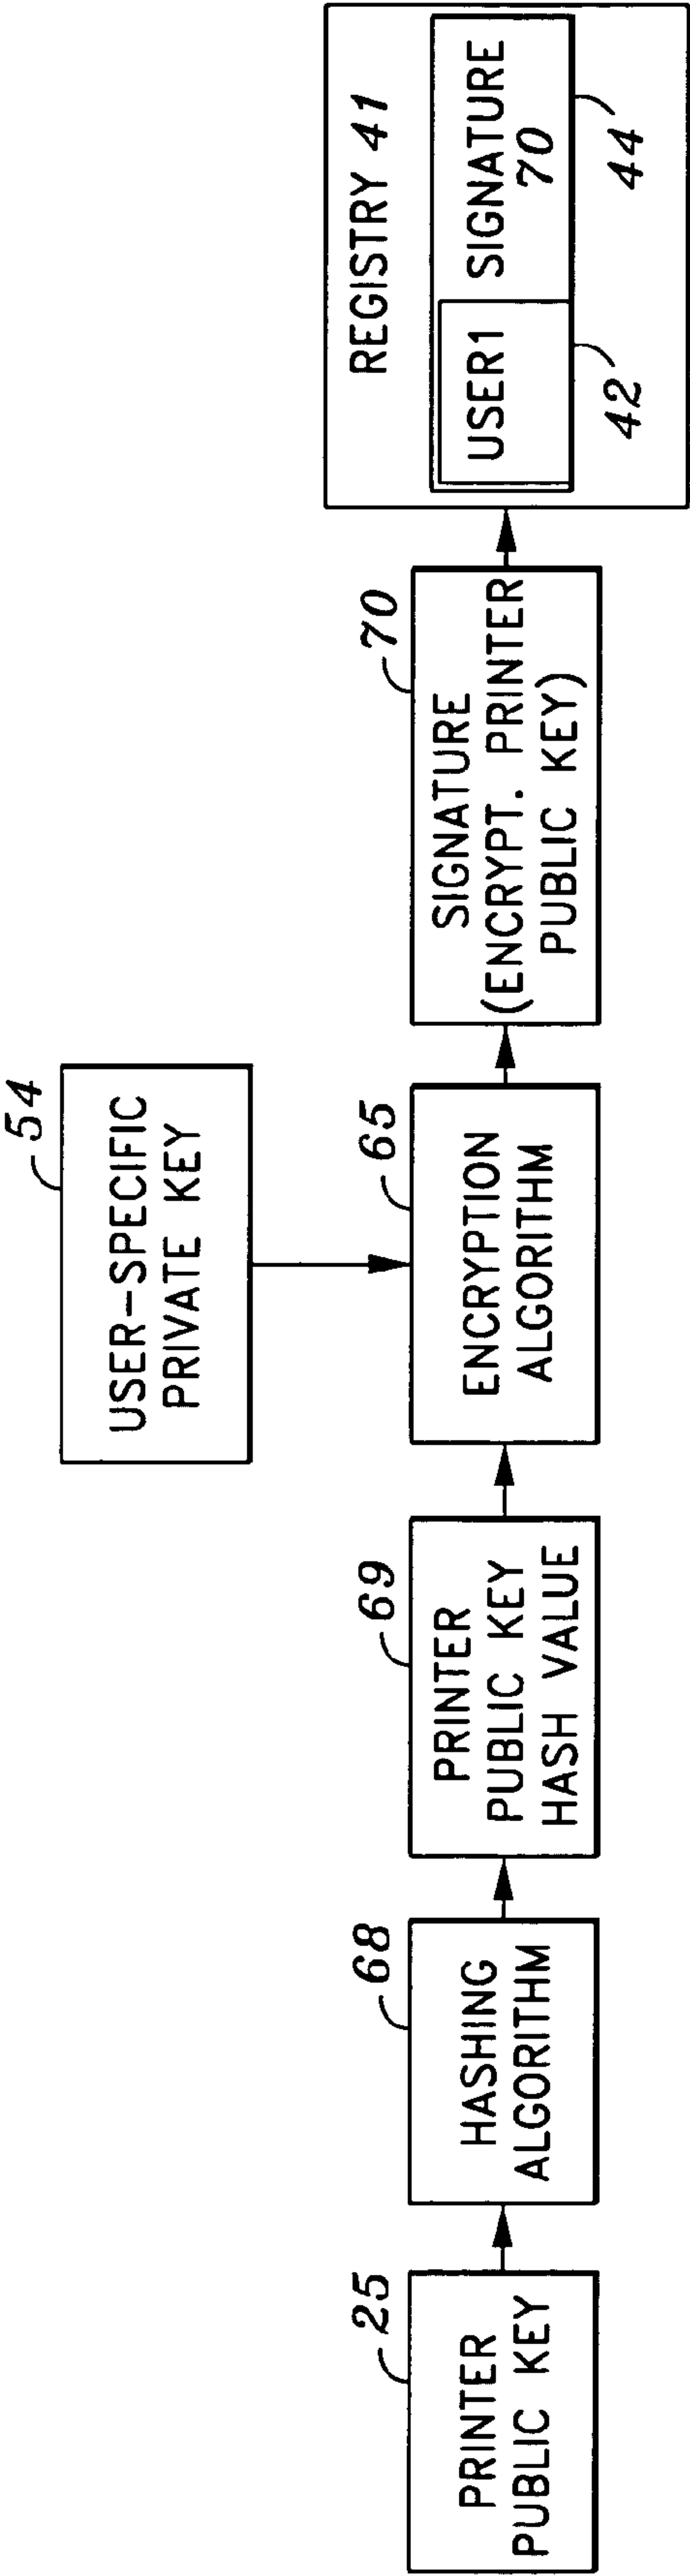 54
USER-SPECIFIC
PRIVATE KEY
25
PRINTER
PUBLIC KEY
68
HASHING
ALGORITHM
69
PRINTER
PUBLIC KEY
HASH VALUE
65
ENCRYPTION
ALGORITHM
70
SIGNATURE
(ENCRYPT. PRINTER
PUBLIC KEY)
REGISTRY 41
USER1
SIGNATURE
70
42
44